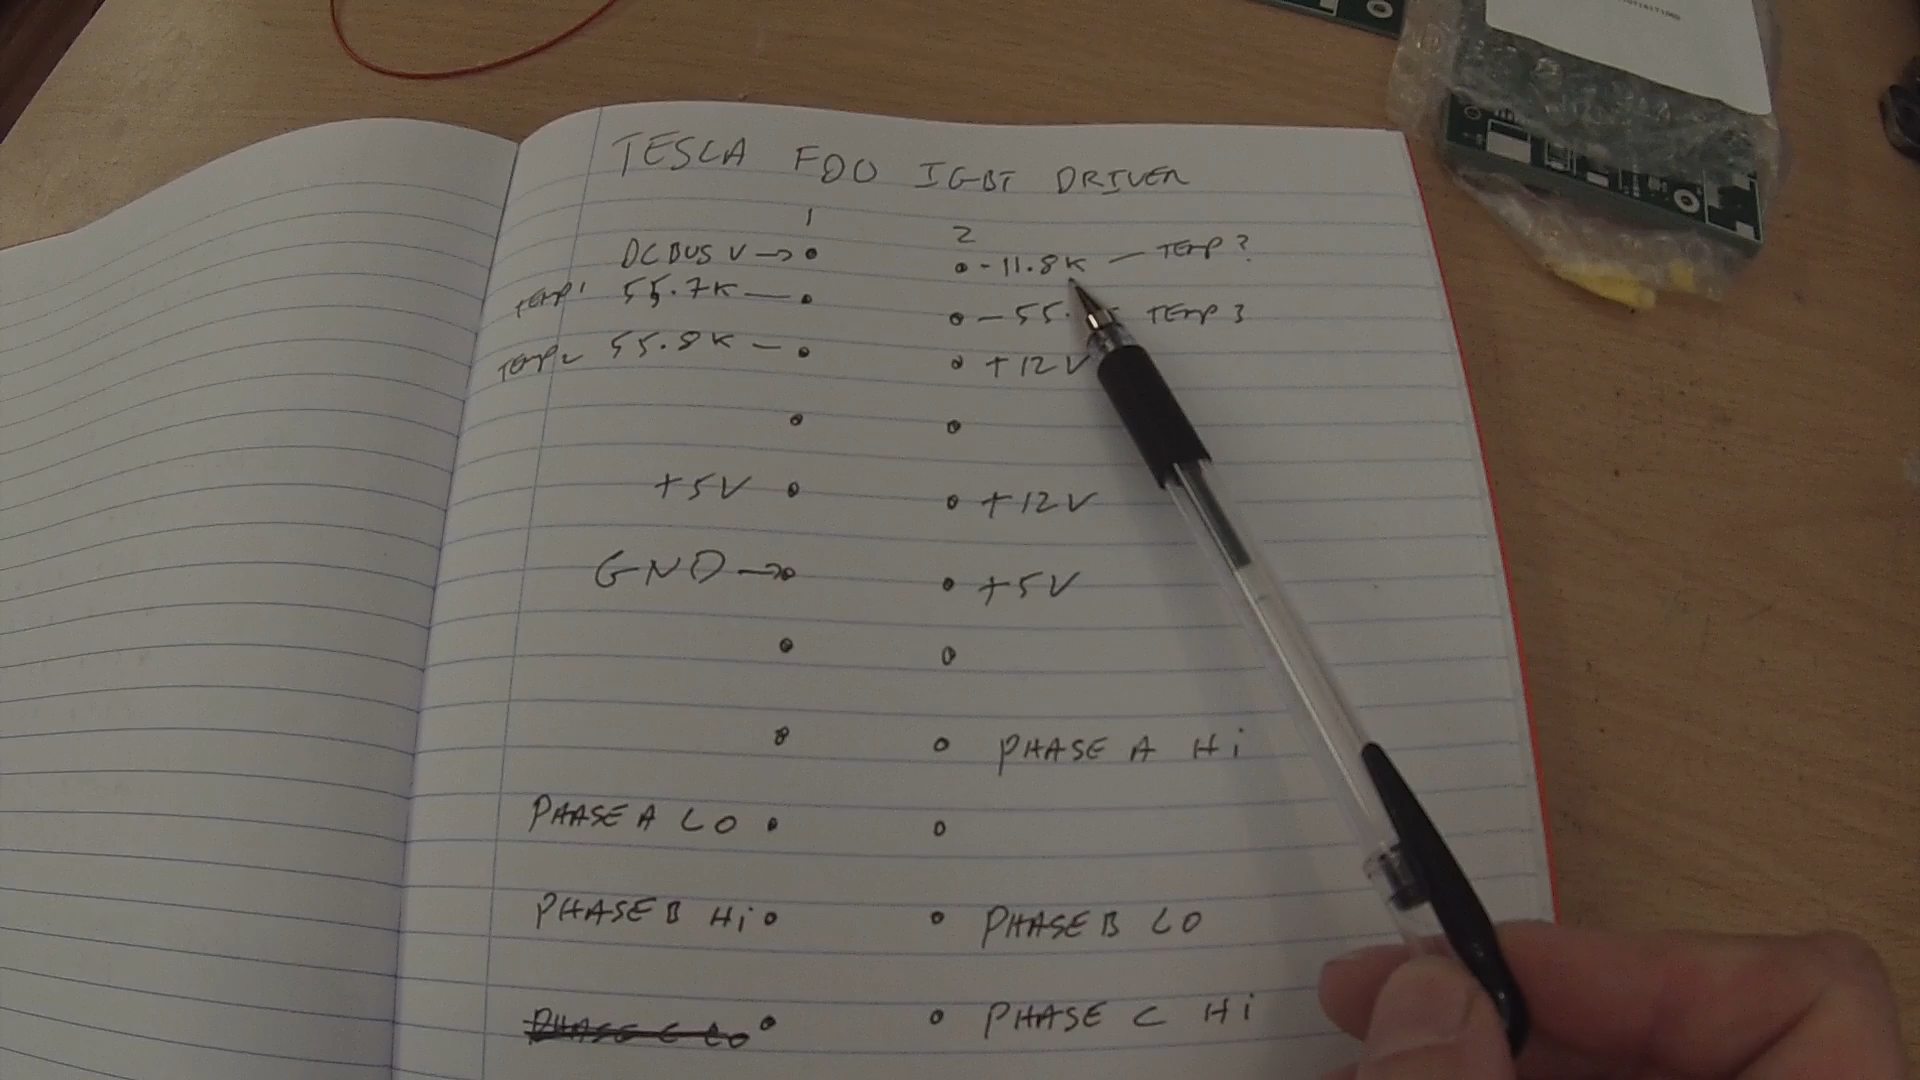 TESLA FDU IGBT DRIVER
1 2
DC BUS V → • • - 11.8K — TEMP?
TEMP1 55.7K — • • — 55. TEMP 3
TEMP2 55.8K — • • +12V
+5V • • +12V
GND → • • +5V
• PHASE A Hi
PHASE A LO •
PHASE B Hi • • PHASE B LO
PHASE C LO • • PHASE C Hi